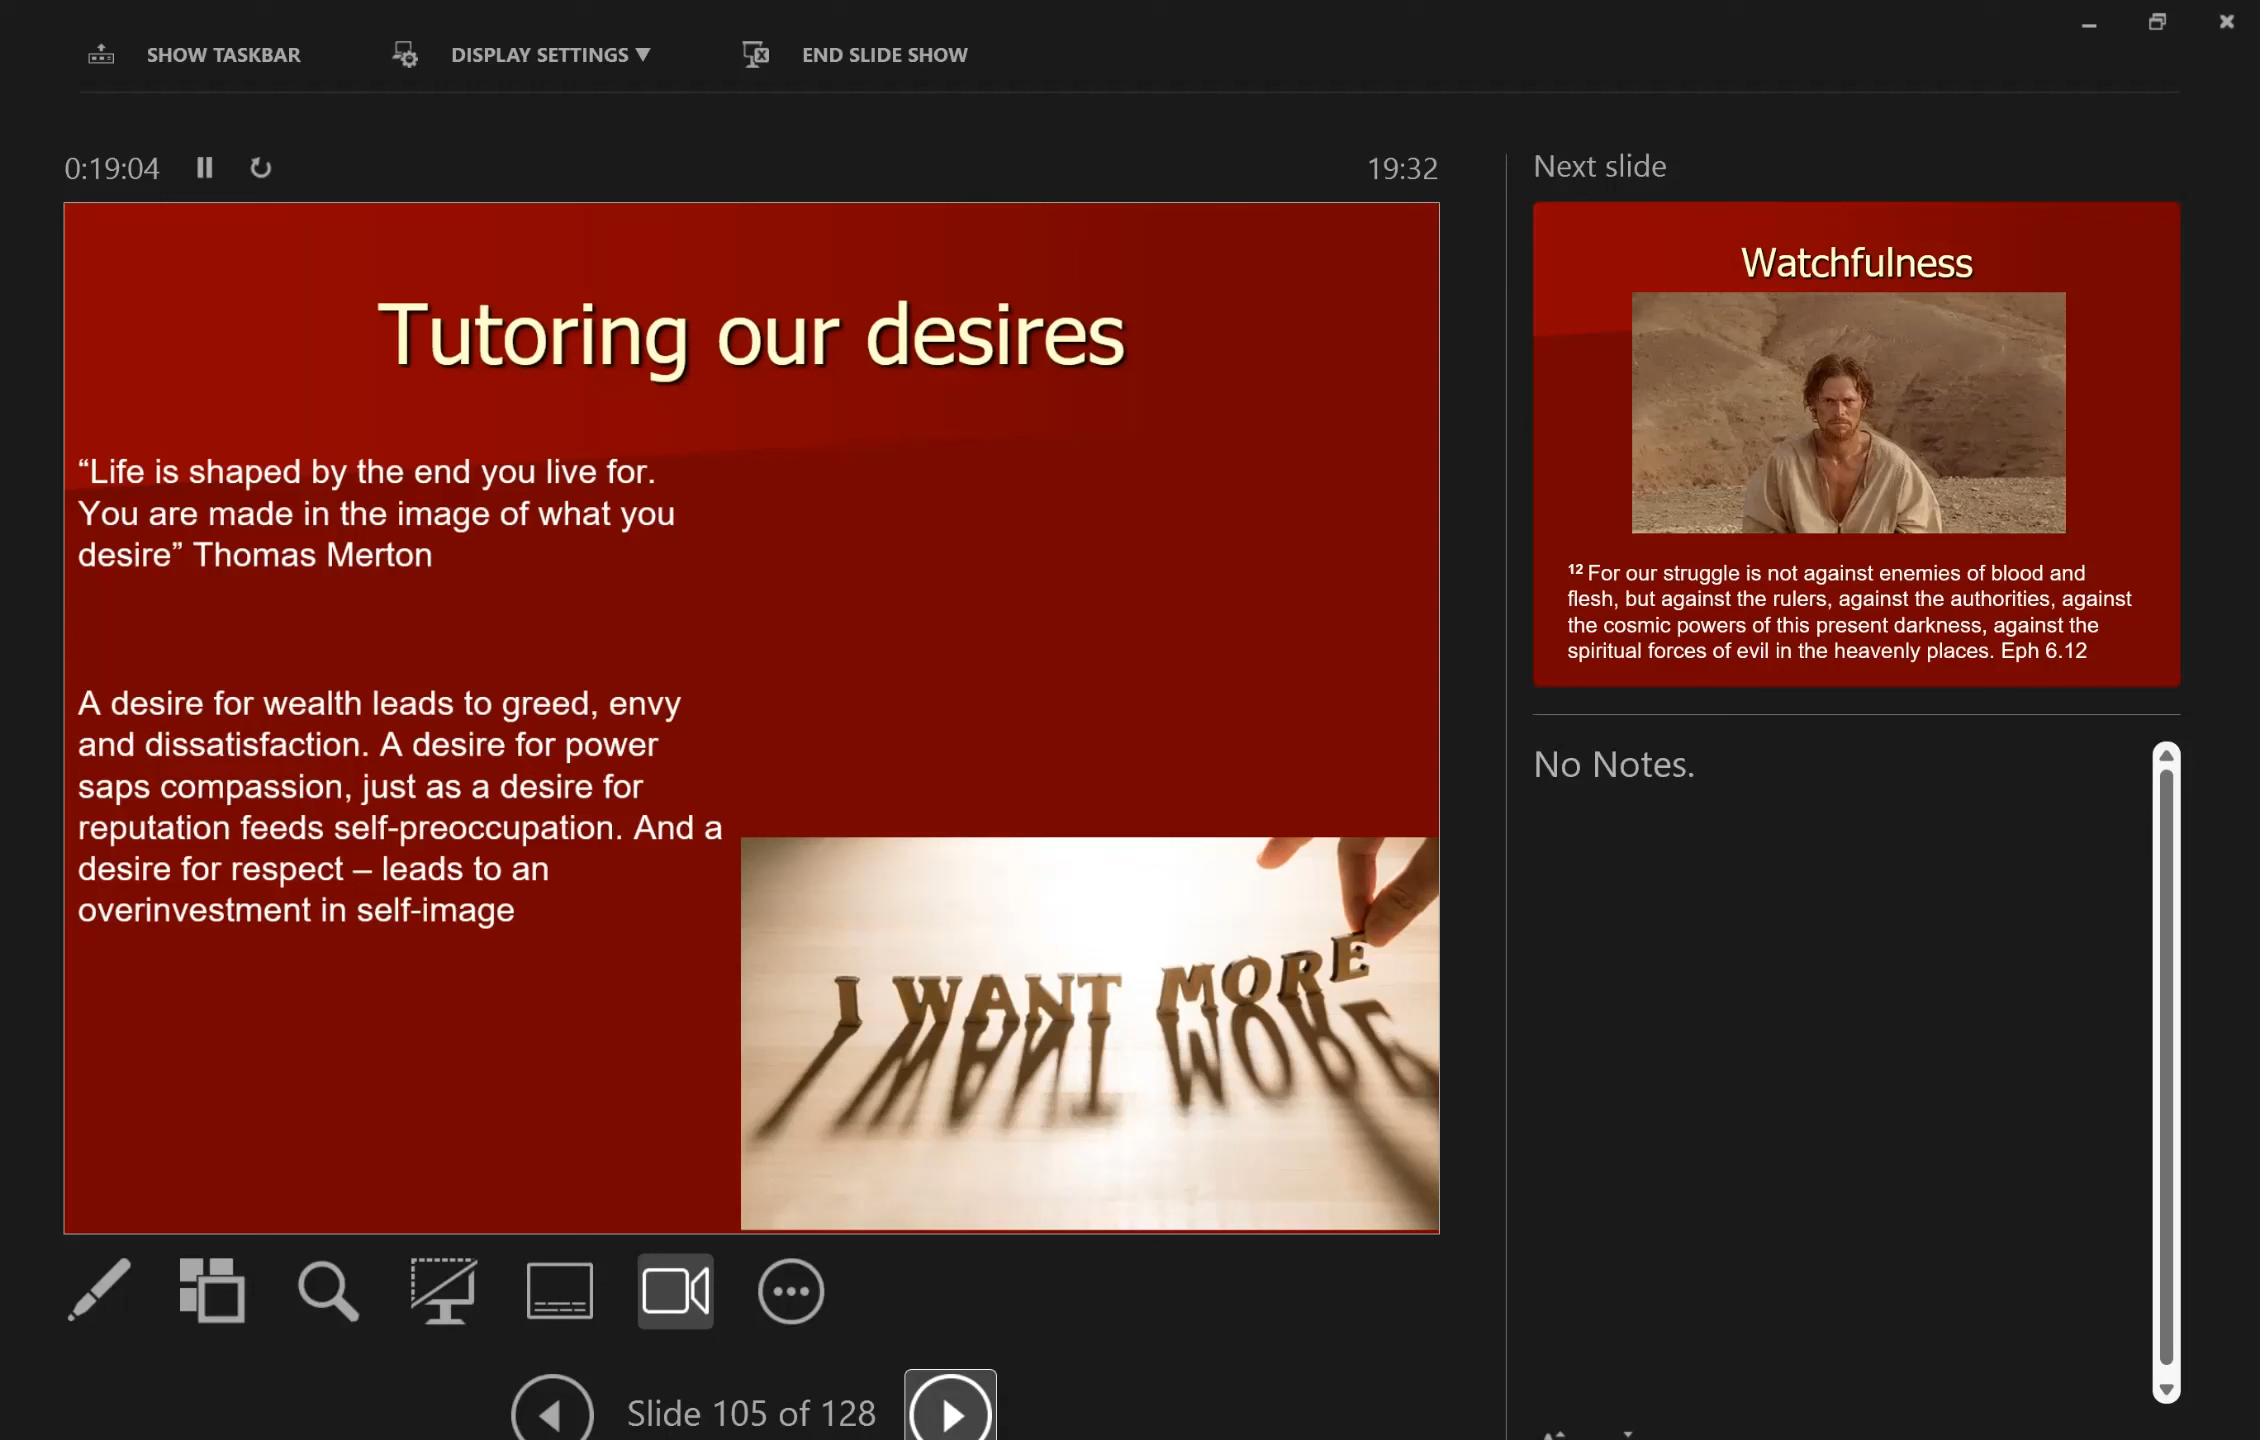 SHOW TASKBAR
DISPLAY SETTINGS ▼
END SLIDE SHOW
0:19:04
19:32
Tutoring our desires
“Life is shaped by the end you live for.
You are made in the image of what you
desire” Thomas Merton
A desire for wealth leads to greed, envy
and dissatisfaction. A desire for power
saps compassion, just as a desire for
reputation feeds self-preoccupation. And a
desire for respect – leads to an
overinvestment in self-image
I WANT MORE
Slide 105 of 128
Next slide
Watchfulness
12 For our struggle is not against enemies of blood and
flesh, but against the rulers, against the authorities, against
the cosmic powers of this present darkness, against the
spiritual forces of evil in the heavenly places. Eph 6.12
No Notes.